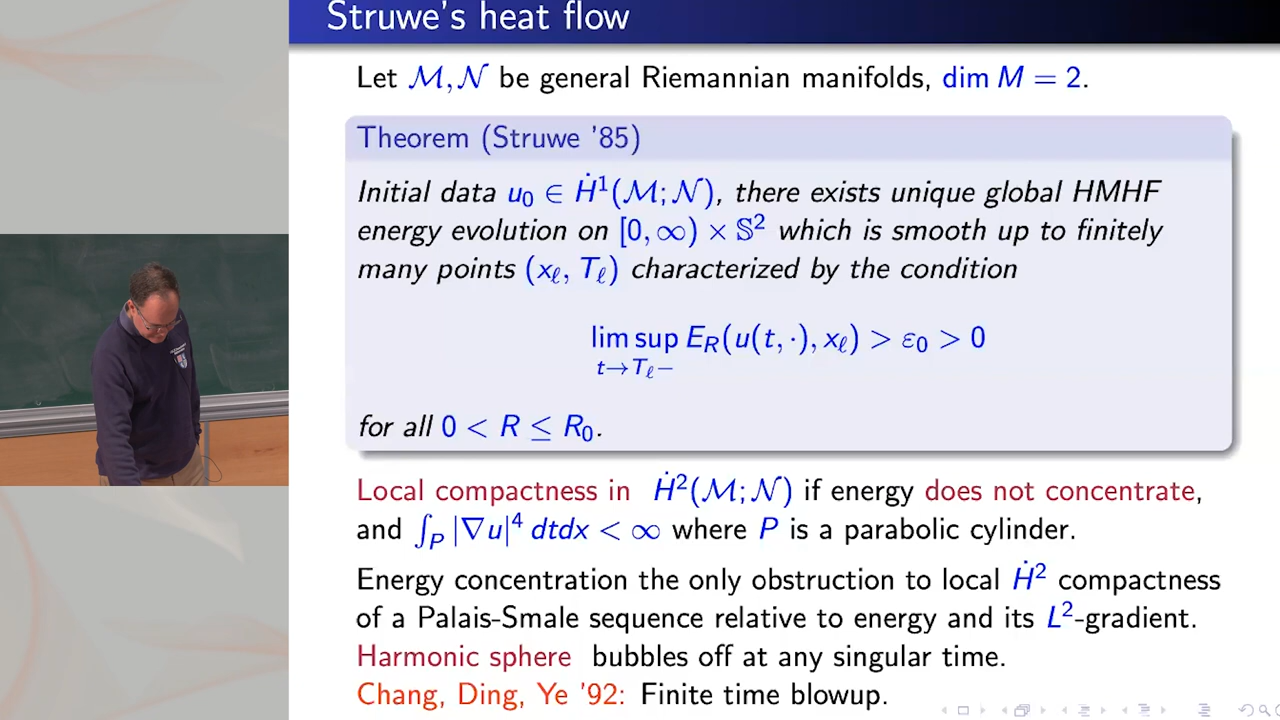 Struwe's heat flow
Let ℳ, 𝒩 be general Riemannian manifolds, dim M = 2.
Theorem (Struwe '85)
Initial data u₀ ∈ Ḣ¹(ℳ; 𝒩), there exists unique global HMHF
energy evolution on [0, ∞) × 𝕊² which is smooth up to finitely
many points (x_ℓ, T_ℓ) characterized by the condition
lim sup E_R(u(t, ·), x_ℓ) > ε₀ > 0
t→T_ℓ−
for all 0 < R ≤ R₀.
Local compactness in Ḣ²(ℳ; 𝒩) if energy does not concentrate,
and ∫_P |∇u|⁴ dtdx < ∞ where P is a parabolic cylinder.
Energy concentration the only obstruction to local Ḣ² compactness
of a Palais-Smale sequence relative to energy and its L²-gradient.
Harmonic sphere bubbles off at any singular time.
Chang, Ding, Ye '92: Finite time blowup.